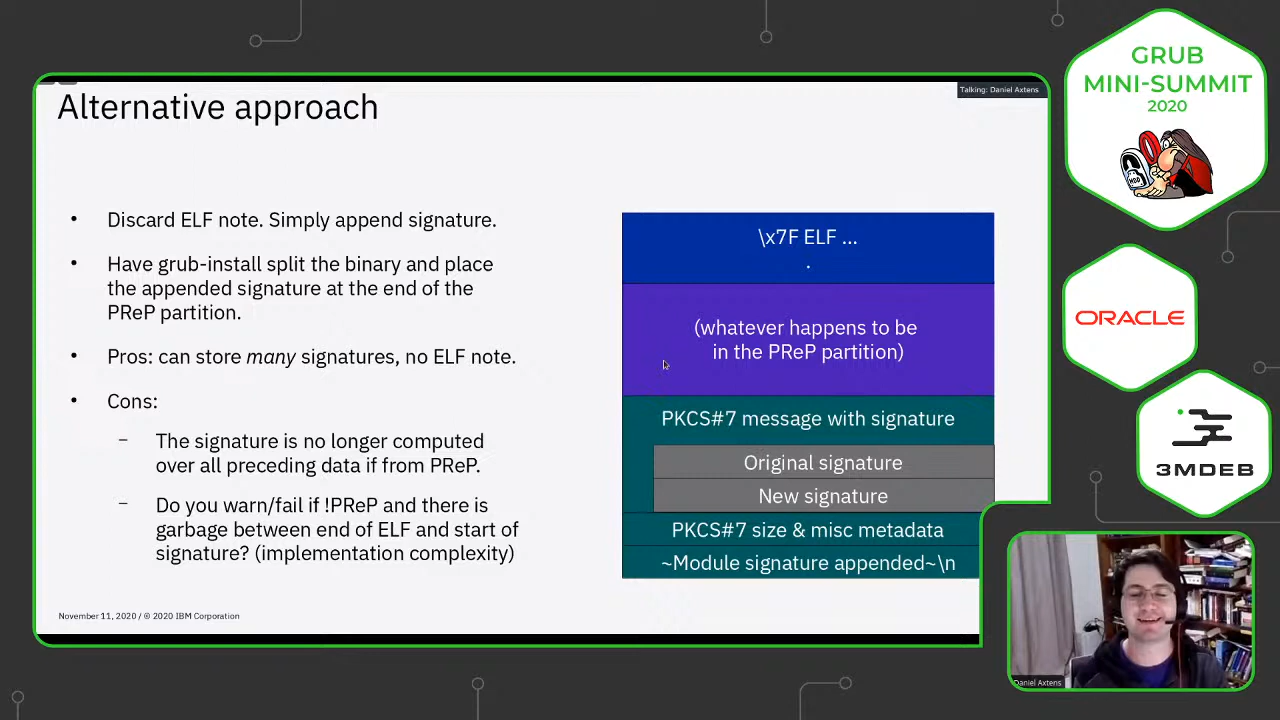 Alternative approach
Talking: Daniel Axtens
• Discard ELF note. Simply append signature.
• Have grub-install split the binary and place
the appended signature at the end of the
PReP partition.
• Pros: can store many signatures, no ELF note.
• Cons:
– The signature is no longer computed
over all preceding data if from PReP.
– Do you warn/fail if !PReP and there is
garbage between end of ELF and start of
signature? (implementation complexity)
\x7F ELF ...
.
(whatever happens to be
in the PReP partition)
PKCS#7 message with signature
Original signature
New signature
PKCS#7 size & misc metadata
~Module signature appended~\n
November 11, 2020 / © 2020 IBM Corporation
GRUB
MINI-SUMMIT
2020
ORACLE
3MDEB
Daniel Axtens